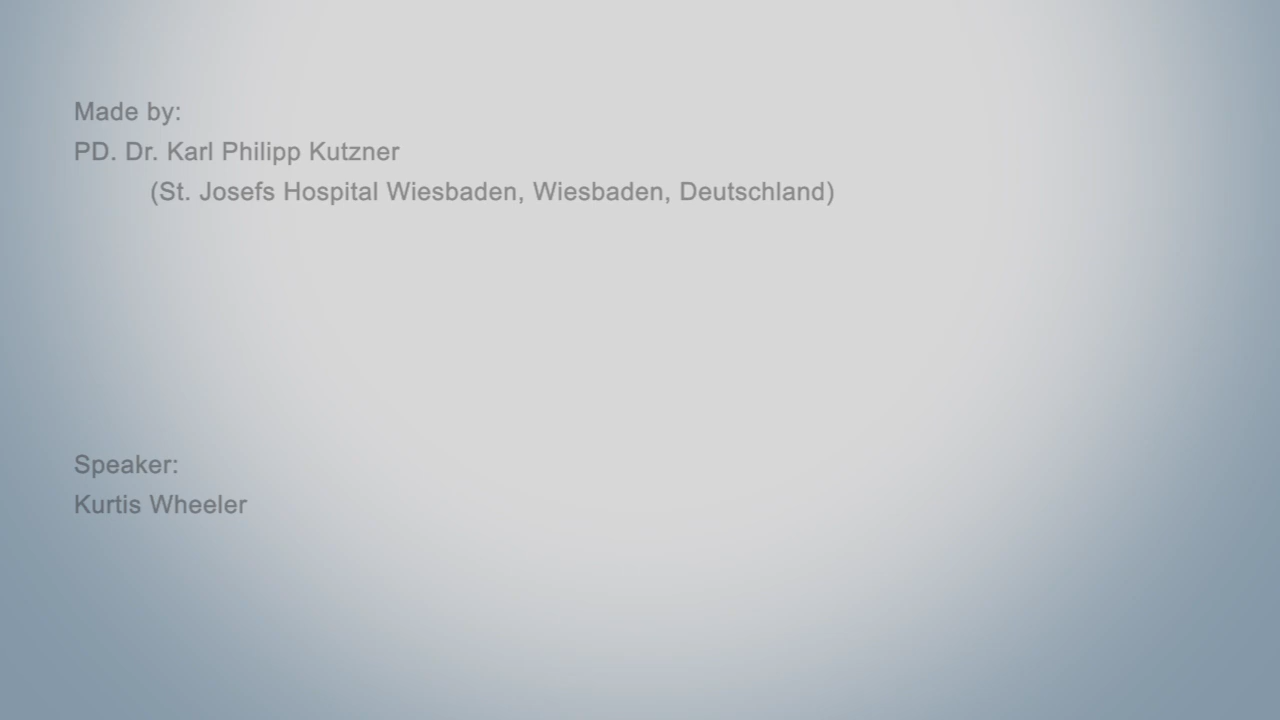 Made by:
PD. Dr. Karl Philipp Kutzner
(St. Josefs Hospital Wiesbaden, Wiesbaden, Deutschland)
Speaker:
Kurtis Wheeler